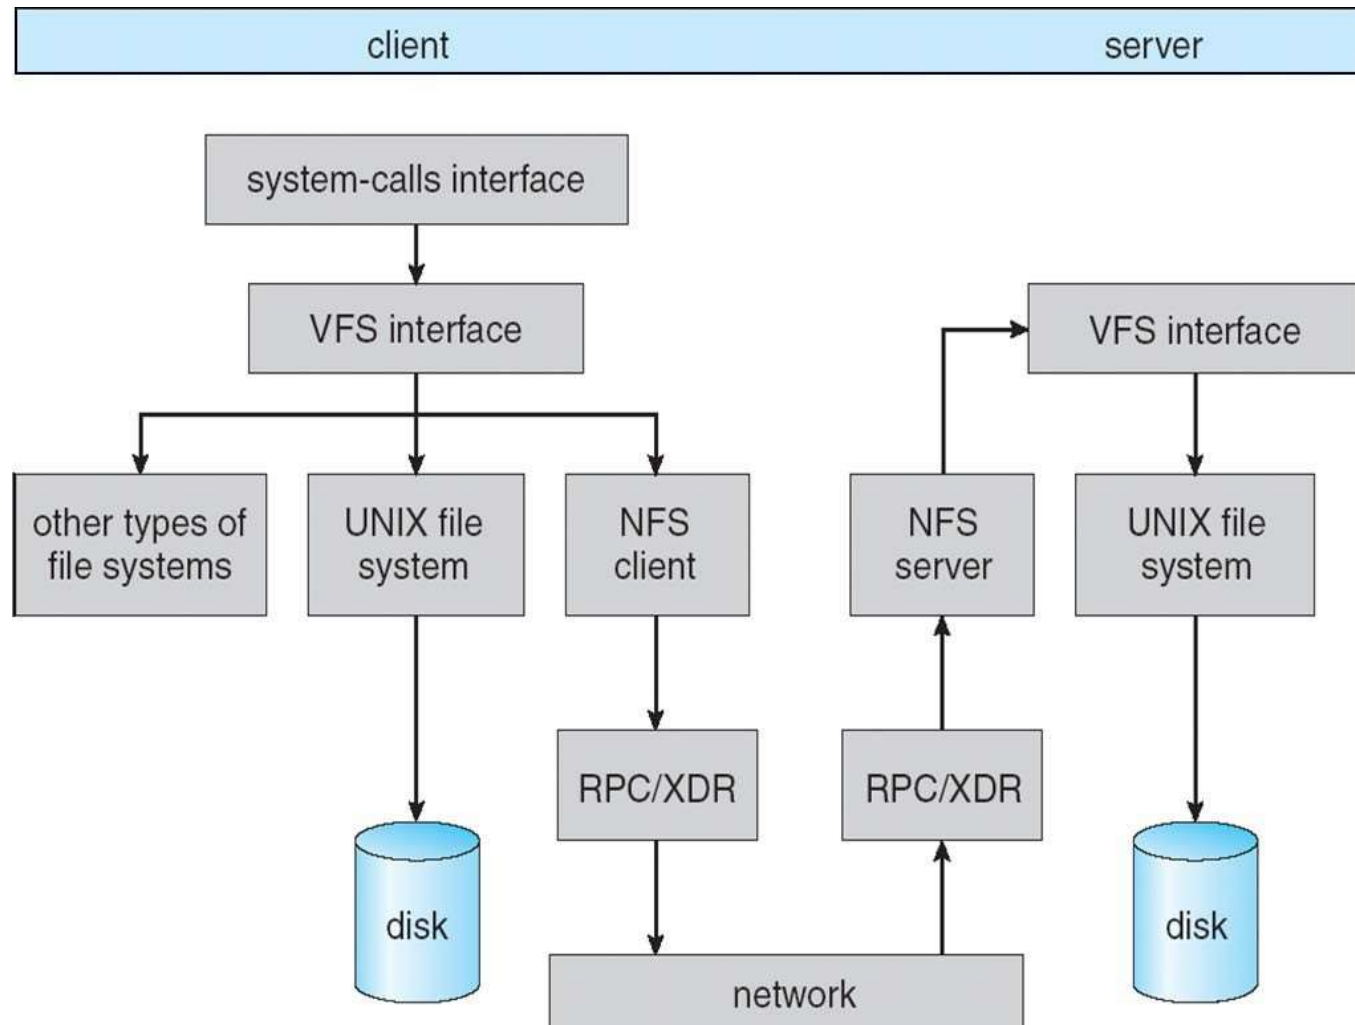 client
server
system-calls interface
VFS interface
VFS interface
other types of
file systems
UNIX file
system
NFS
client
NFS
server
UNIX file
system
RPC/XDR
RPC/XDR
disk
disk
network